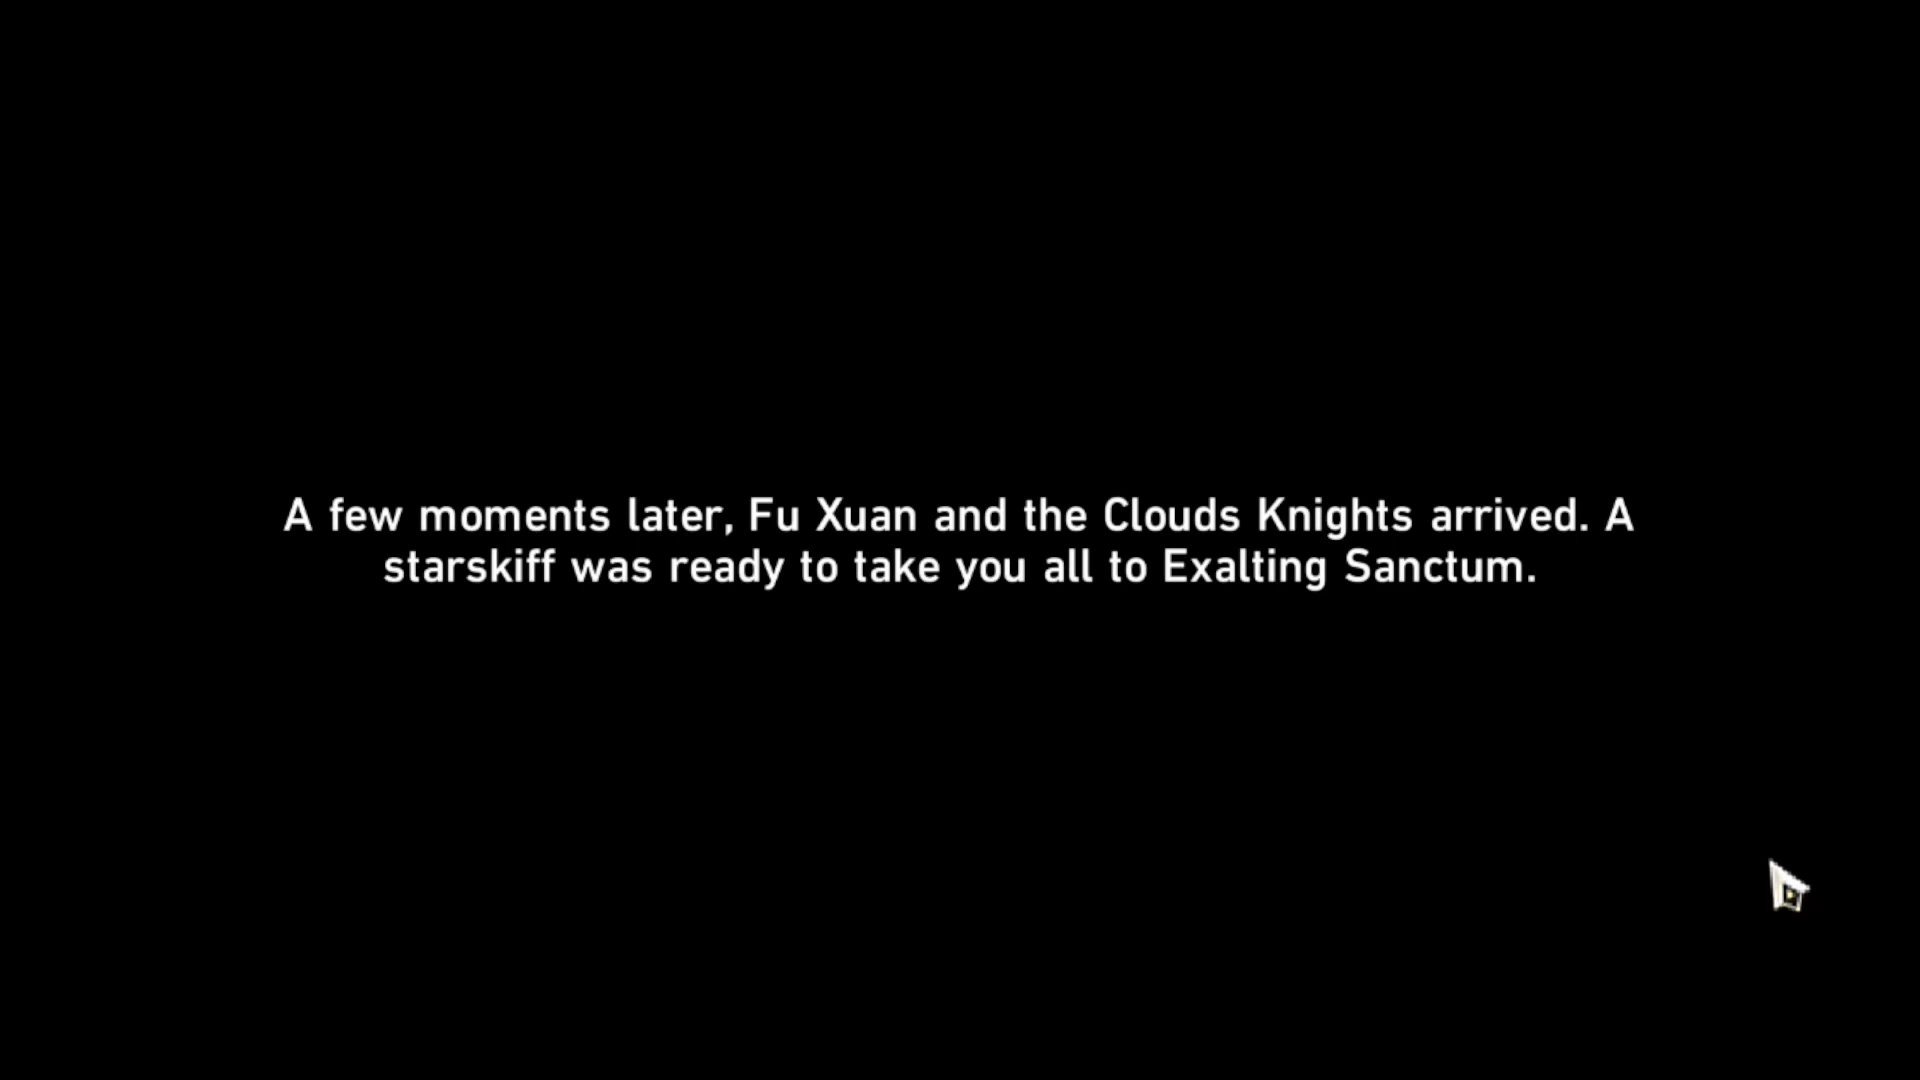 A few moments later, Fu Xuan and the Clouds Knights arrived. A
starskiff was ready to take you all to Exalting Sanctum.